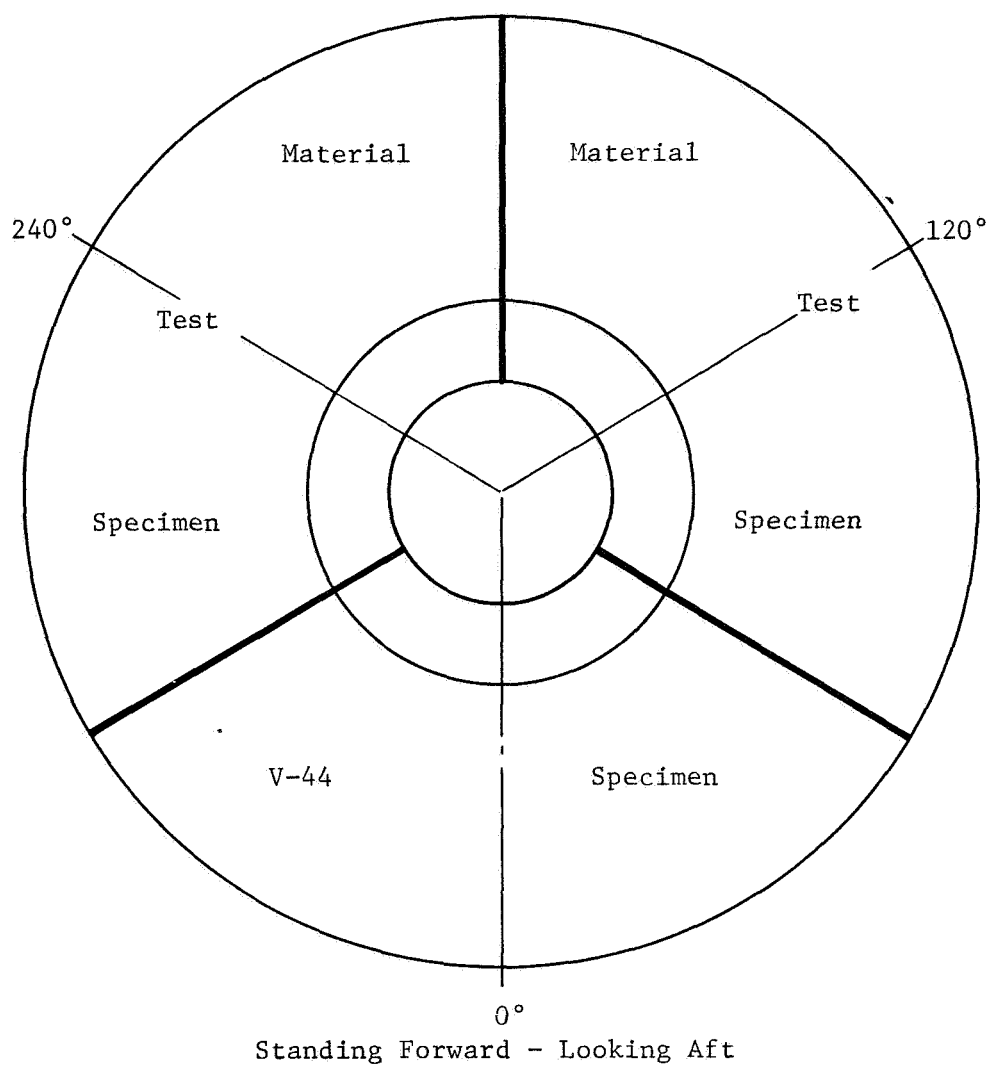 Material Material
240° 120°
Test Test
Specimen Specimen
V-44 Specimen
0°
Standing Forward - Looking Aft